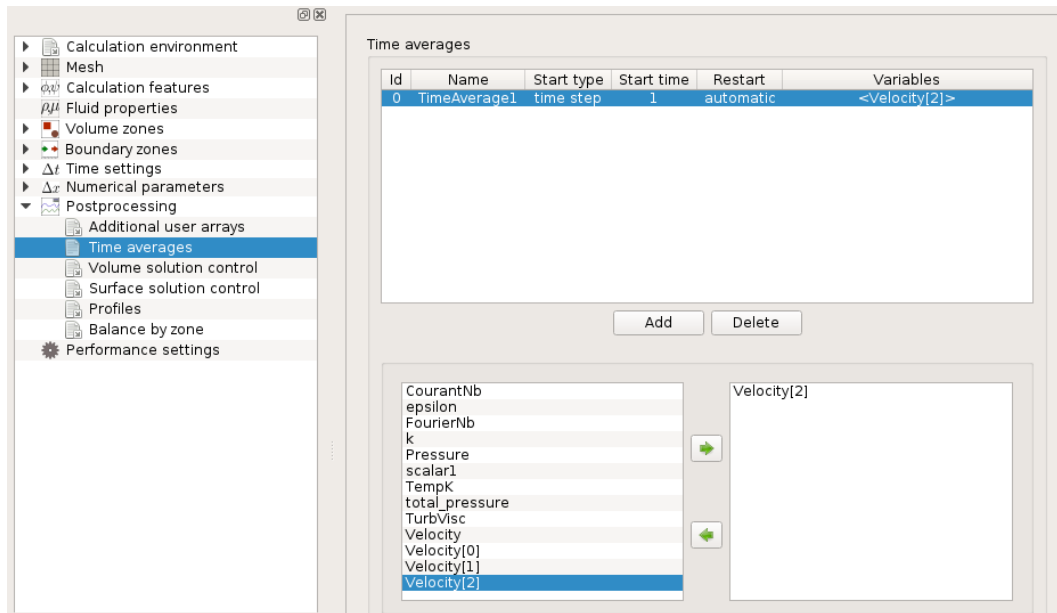 Calculation environment
Mesh
Calculation features
Fluid properties
Volume zones
Boundary zones
Δt Time settings
Δx Numerical parameters
Postprocessing
Additional user arrays
Time averages
Volume solution control
Surface solution control
Profiles
Balance by zone
Performance settings
Time averages
Id Name Start type Start time Restart Variables
0 TimeAverage1 time step 1 automatic <Velocity[2]>
Add Delete
CourantNb
epsilon
FourierNb
k
Pressure
scalar1
TempK
total_pressure
TurbVisc
Velocity
Velocity[0]
Velocity[1]
Velocity[2]
Velocity[2]